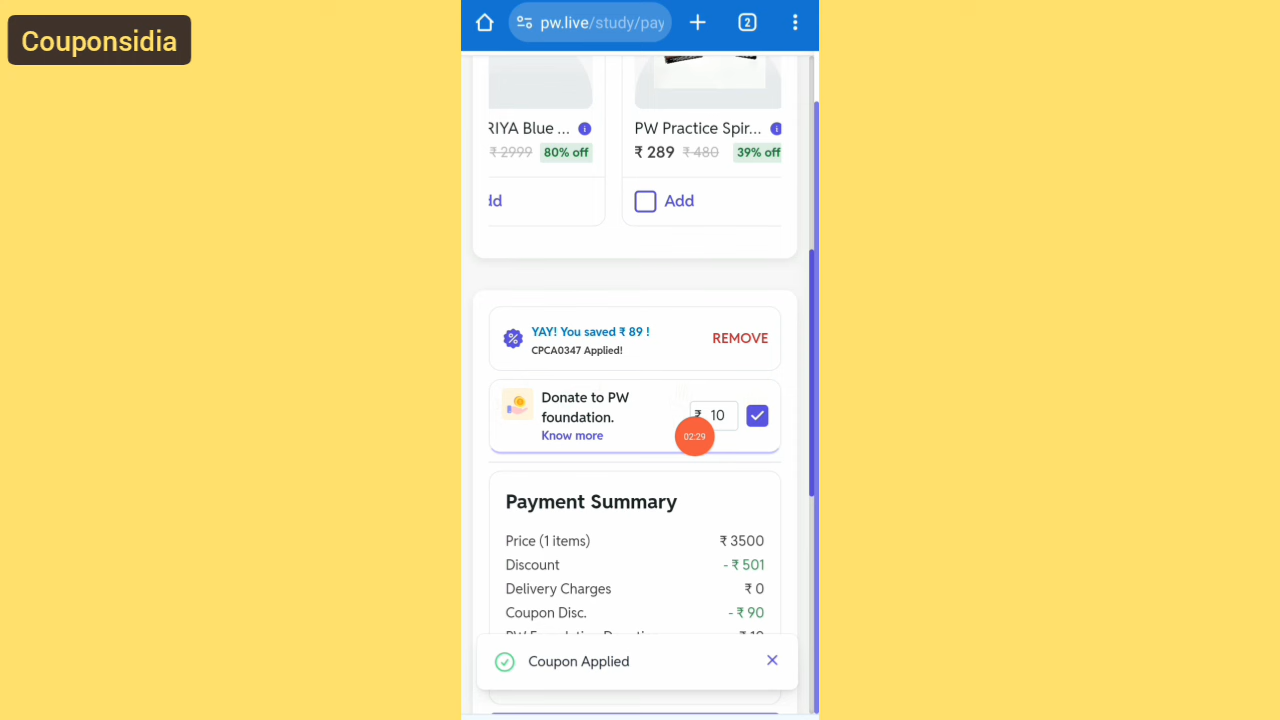 Couponsidia
pw.live/study/pay
2
RIYA Blue ...
₹ 2999 80% off
dd
PW Practice Spir...
₹ 289 ₹ 480 39% off
Add
YAY! You saved ₹ 89 !
CPCA0347 Applied!
REMOVE
Donate to PW
foundation.
Know more
₹ 10
02:29
Payment Summary
Price (1 items) ₹ 3500
Discount - ₹ 501
Delivery Charges ₹ 0
Coupon Disc. - ₹ 90
Coupon Applied